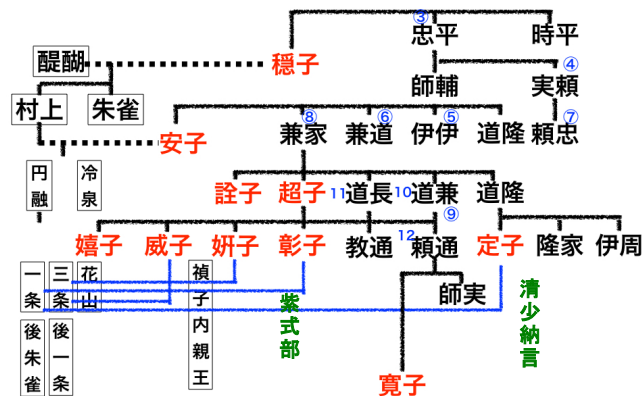 ③
忠平 時平
醍醐 穏子 ④
師輔 実頼
村上 朱雀
⑧ ⑥ ⑤ ⑦
安子 兼家 兼道 伊伊 道隆 頼忠
円融 冷泉
詮子 超子 11 道長 10 道兼 道隆
⑨
嬉子 威子 妍子 彰子 教通 12 頼通 定子 隆家 伊周
一条 三条 花山 禎子内親王 紫式部 師実 清少納言
後朱雀 後一条
寛子